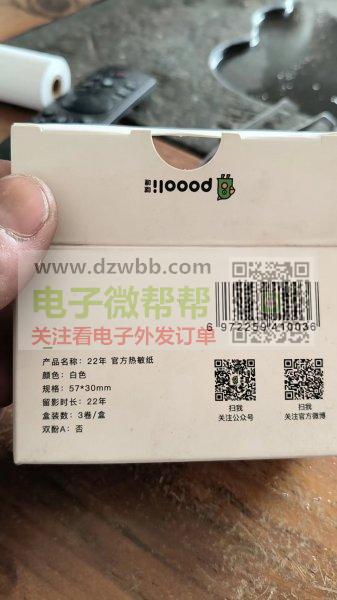 poooli
www.dzwbb.com
电子微帮帮
关注看电子外发订单
6 972259 410036
产品名称: 22年 官方热敏纸
颜色: 白色
规格: 57*30mm
留影时长: 22年
盒装数: 3卷/盒
双酚A: 否
扫我
关注公众号
扫我
关注官方微博